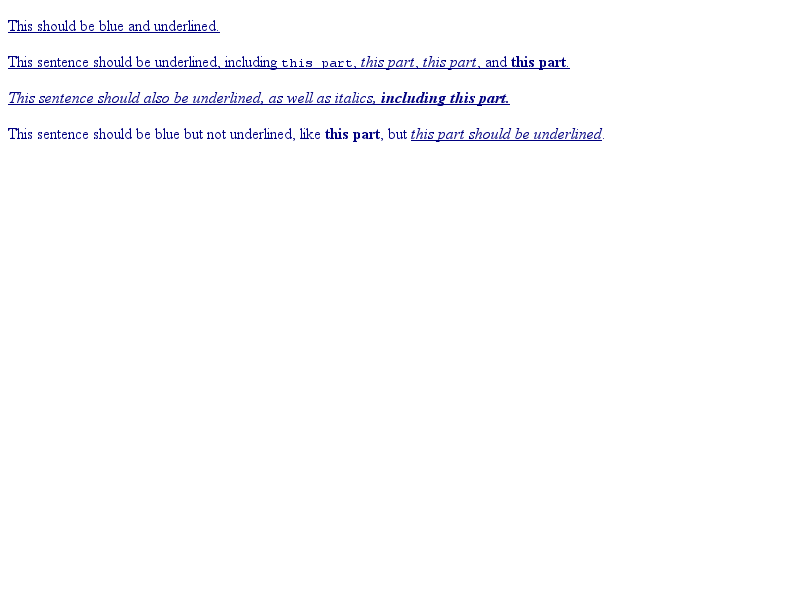 This should be blue and underlined.
This sentence should be underlined, including this part, this part, this part, and this part.
This sentence should also be underlined, as well as italics, including this part.
This sentence should be blue but not underlined, like this part, but this part should be underlined.